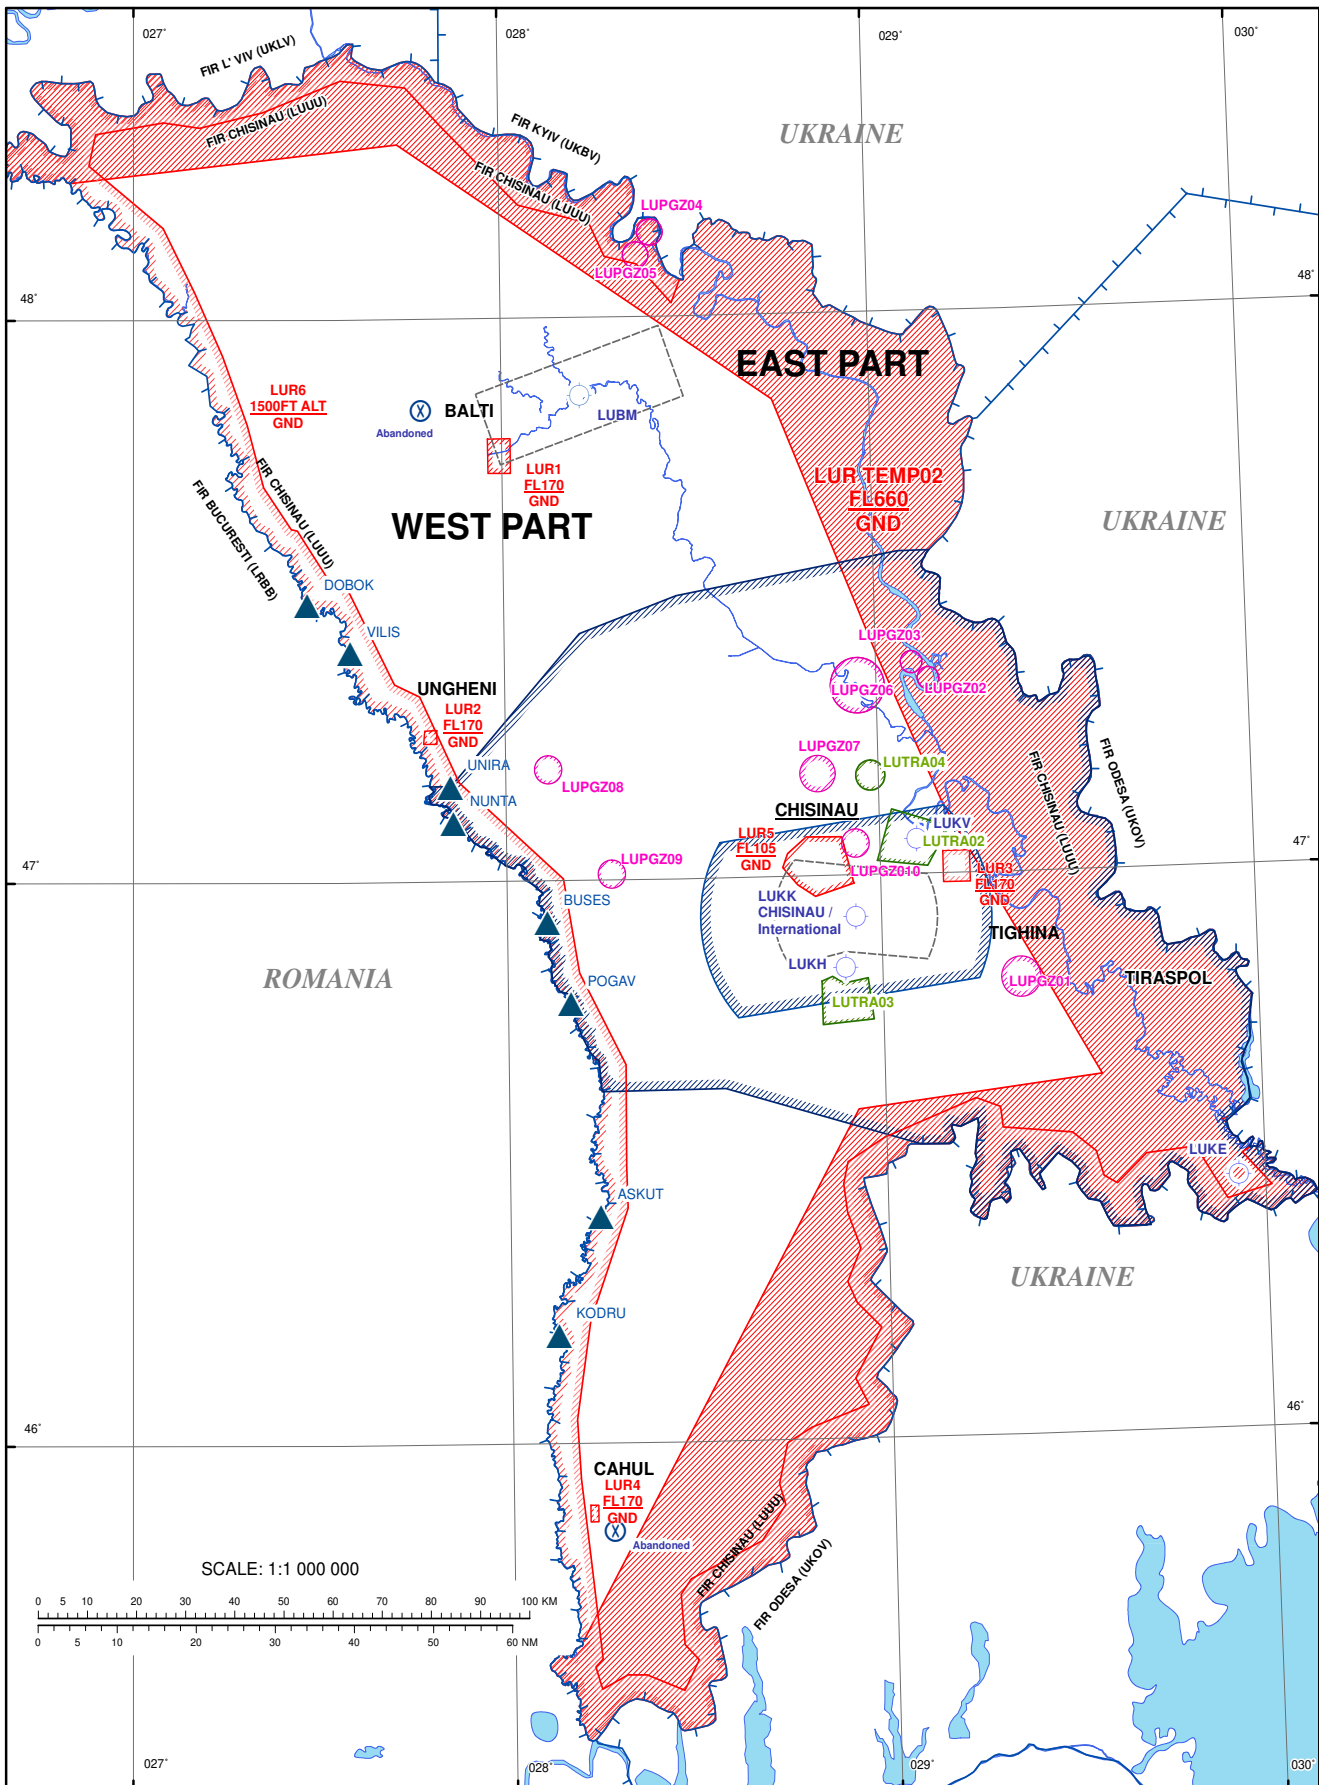 027°
028°
029°
030°
FIR L' VIV (UKLV)
FIR CHISINAU (LUUU)
FIR KYIV (UKBV)
FIR CHISINAU (LUUU)
UKRAINE
LUPGZ04
LUPGZ05
48°
48°
EAST PART
LUR6
1500FT ALT
GND
BALTI
Abandoned
LUBM
LUR1
FL170
GND
LUR TEMP02
FL660
GND
WEST PART
UKRAINE
FIR CHISINAU (LUUU)
FIR BUCURESTI (LRBB)
DOBOK
VILIS
LUPGZ03
LUPGZ02
LUPGZ06
UNGHENI
LUR2
FL170
GND
UNIRA
NUNTA
LUPGZ07
LUTRA04
LUPGZ08
FIR ODESA (UKOV)
FIR CHISINAU (LUUU)
CHISINAU
LUKV
LUTRA02
LUR5
FL105
GND
LUPGZ010
LUR3
FL170
GND
47°
47°
LUPGZ09
BUSES
LUKK
CHISINAU /
International
TIGHINA
LUKH
ROMANIA
POGAV
LUPGZ01
TIRASPOL
LUTRA03
LUKE
ASKUT
UKRAINE
KODRU
46°
46°
CAHUL
LUR4
FL170
GND
Abandoned
FIR CHISINAU (LUUU)
FIR ODESA (UKOV)
SCALE: 1:1 000 000
0 5 10 20 30 40 50 60 70 80 90 100 KM
0 5 10 20 30 40 50 60 NM
027°
028°
029°
030°